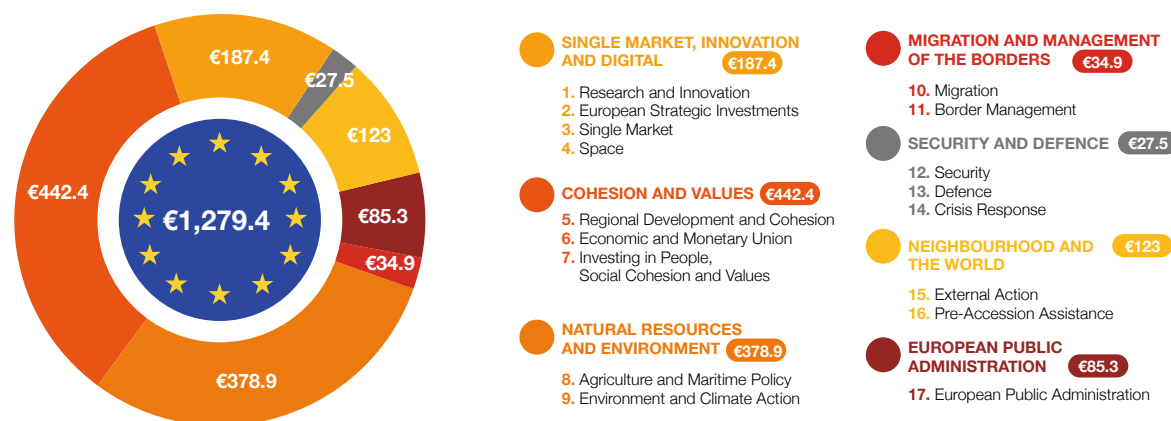 €187.4
€27.5
€123
€442.4
€1,279.4
€85.3
€34.9
€378.9
SINGLE MARKET, INNOVATION
AND DIGITAL €187.4
1. Research and Innovation
2. European Strategic Investments
3. Single Market
4. Space
COHESION AND VALUES €442.4
5. Regional Development and Cohesion
6. Economic and Monetary Union
7. Investing in People,
Social Cohesion and Values
NATURAL RESOURCES
AND ENVIRONMENT €378.9
8. Agriculture and Maritime Policy
9. Environment and Climate Action
MIGRATION AND MANAGEMENT
OF THE BORDERS €34.9
10. Migration
11. Border Management
SECURITY AND DEFENCE €27.5
12. Security
13. Defence
14. Crisis Response
NEIGHBOURHOOD AND €123
THE WORLD
15. External Action
16. Pre-Accession Assistance
EUROPEAN PUBLIC
ADMINISTRATION €85.3
17. European Public Administration